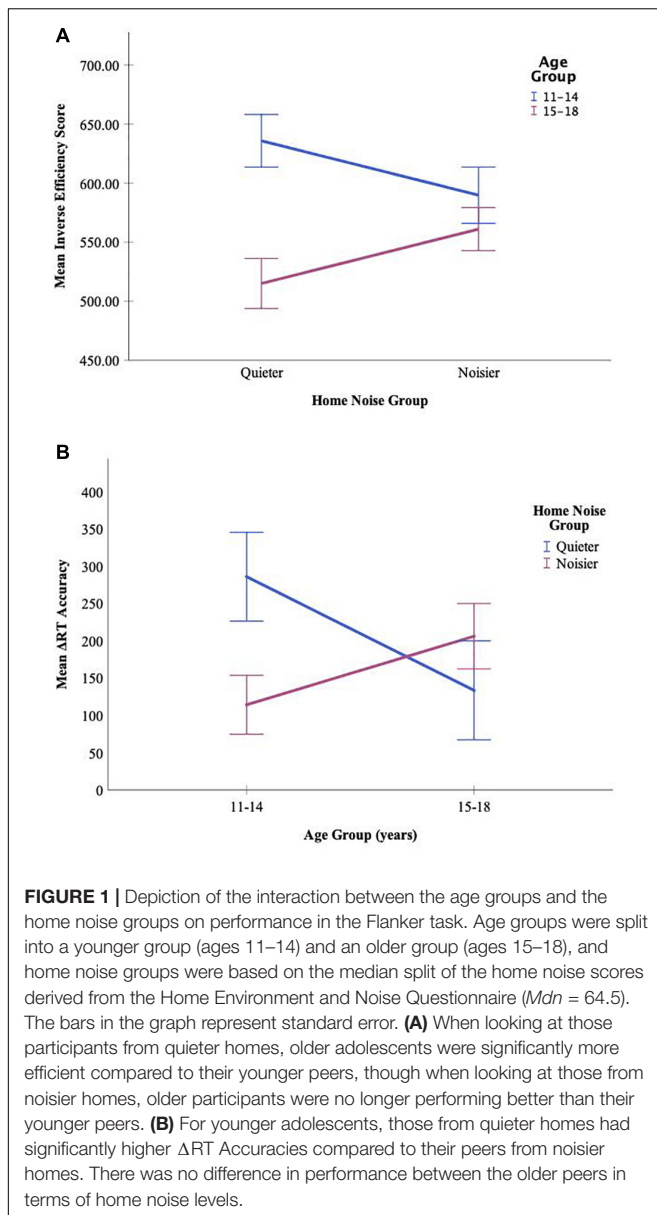 A
Age
Group
11–14
15–18
700.00
650.00
600.00
550.00
500.00
450.00
Mean Inverse Efficiency Score
Quieter
Noisier
Home Noise Group
B
Home Noise
Group
Quieter
Noisier
400
350
300
250
200
150
100
50
0
Mean ΔRT Accuracy
11-14
15-18
Age Group (years)
FIGURE 1 | Depiction of the interaction between the age groups and the
home noise groups on performance in the Flanker task. Age groups were split
into a younger group (ages 11–14) and an older group (ages 15–18), and
home noise groups were based on the median split of the home noise scores
derived from the Home Environment and Noise Questionnaire (Mdn = 64.5).
The bars in the graph represent standard error. (A) When looking at those
participants from quieter homes, older adolescents were significantly more
efficient compared to their younger peers, though when looking at those from
noisier homes, older participants were no longer performing better than their
younger peers. (B) For younger adolescents, those from quieter homes had
significantly higher ΔRT Accuracies compared to their peers from noisier
homes. There was no difference in performance between the older peers in
terms of home noise levels.